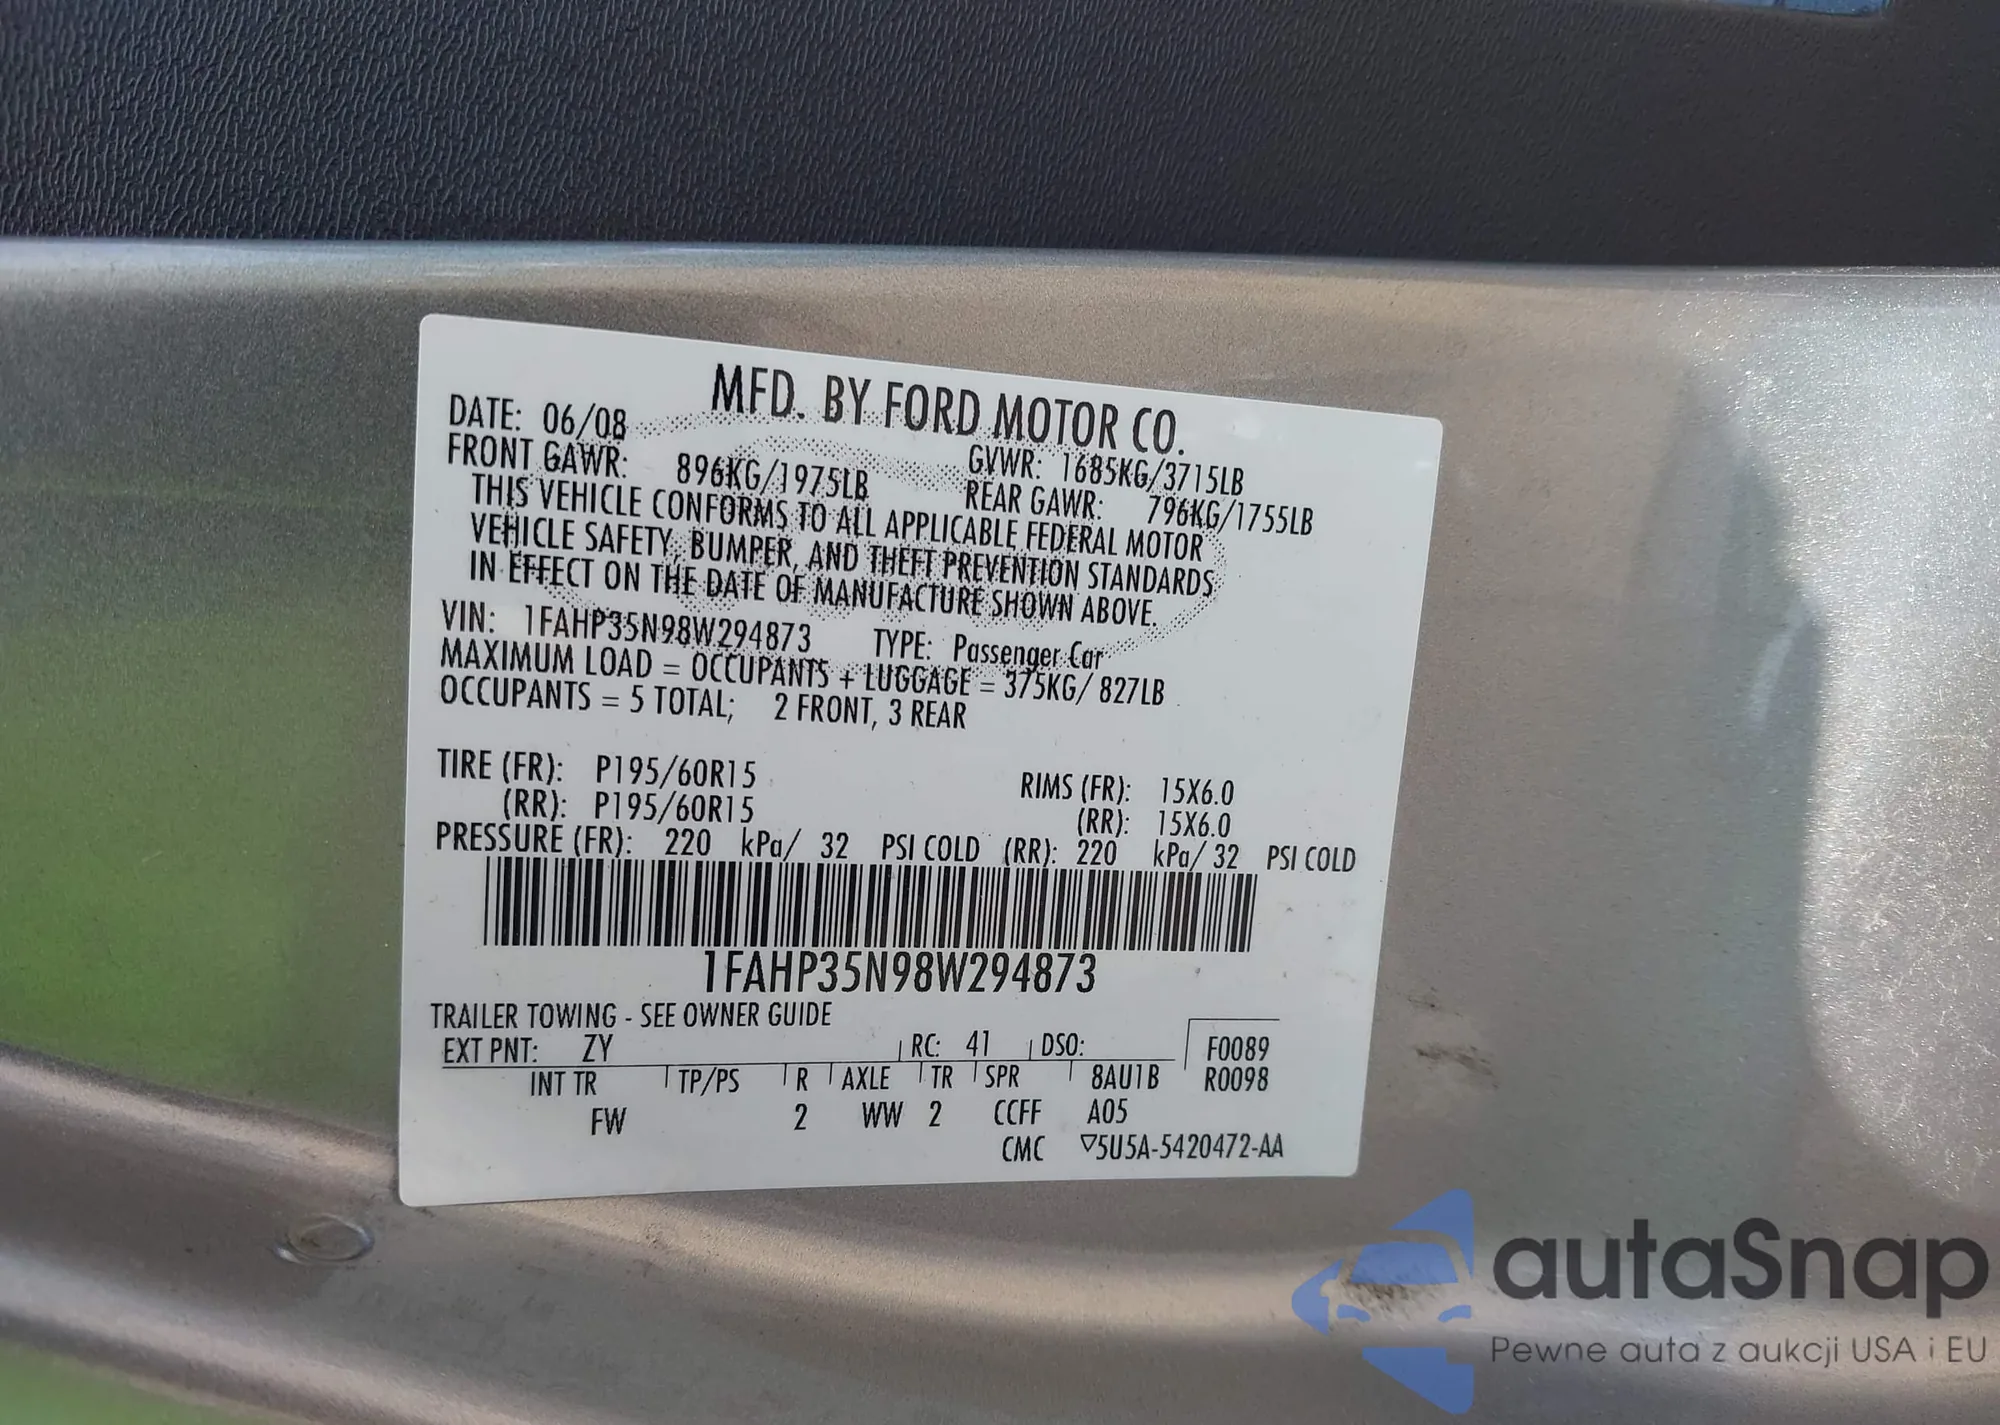 MFD. BY FORD MOTOR CO.
DATE: 06/08
GVWR: 1685KG/3715LB
FRONT GAWR: 896KG/1975LB
REAR GAWR: 796KG/1755LB
THIS VEHICLE CONFORMS TO ALL APPLICABLE FEDERAL MOTOR
VEHICLE SAFETY, BUMPER, AND THEFT PREVENTION STANDARDS
IN EFFECT ON THE DATE OF MANUFACTURE SHOWN ABOVE.
VIN: 1FAHP35N98W294873 TYPE: Passenger Car
MAXIMUM LOAD = OCCUPANTS + LUGGAGE = 375KG/ 827LB
OCCUPANTS = 5 TOTAL; 2 FRONT, 3 REAR
TIRE (FR): P195/60R15 RIMS (FR): 15X6.0
(RR): P195/60R15 (RR): 15X6.0
PRESSURE (FR): 220 kPa/ 32 PSI COLD (RR): 220 kPa/ 32 PSI COLD
1FAHP35N98W294873
TRAILER TOWING - SEE OWNER GUIDE
EXT PNT: ZY RC: 41 DSO: F0089
INT TR TP/PS R AXLE TR SPR 8AU1B R0098
FW 2 WW 2 CCFF A05
CMC ▽5U5A-5420472-AA
autaSnap
Pewne auta z aukcji USA i EU